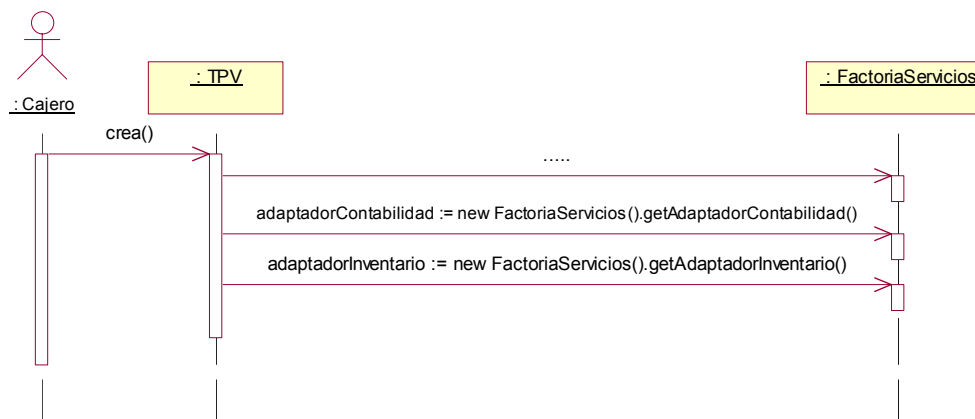 : TPV
: FactoriaServicios
: Cajero
crea()
.....
adaptadorContabilidad := new FactoriaServicios().getAdaptadorContabilidad()
adaptadorInventario := new FactoriaServicios().getAdaptadorInventario()